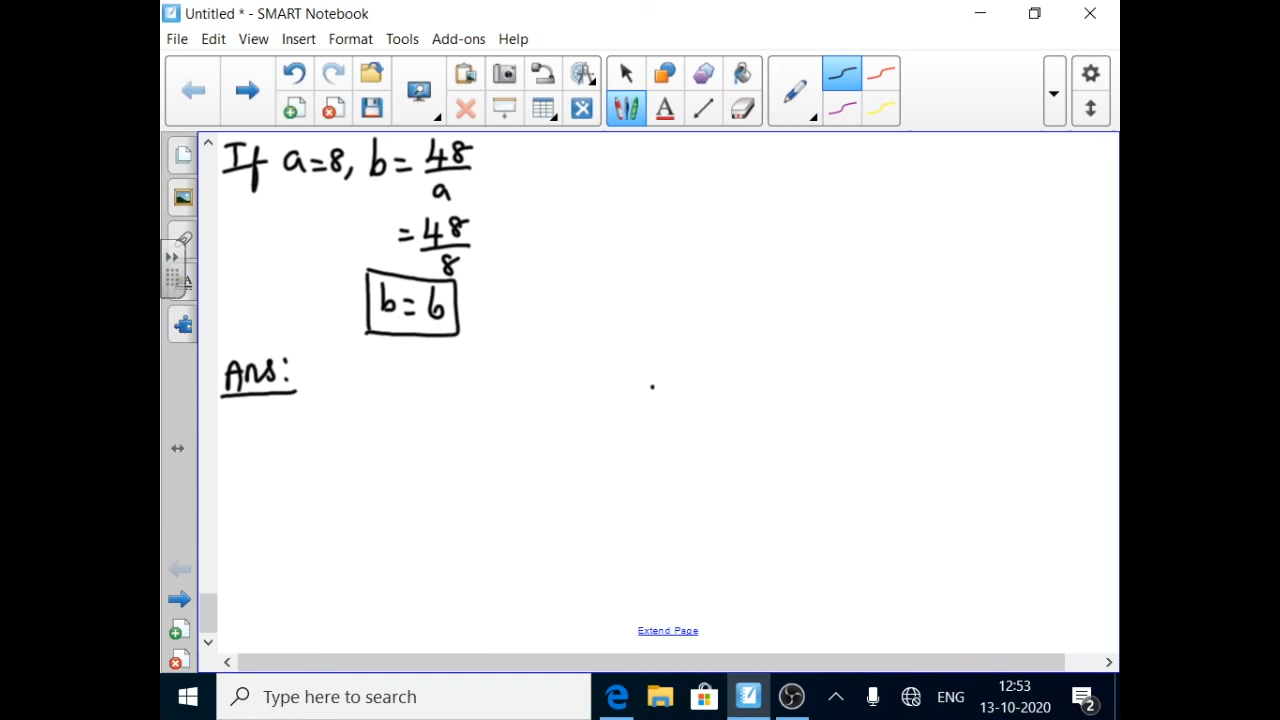 Untitled * - SMART Notebook
File Edit View Insert Format Tools Add-ons Help
If a=8, b= 48/a
= 48/8
b= 6
Ans:
Extend Page
Type here to search
ENG
12:53
13-10-2020
2